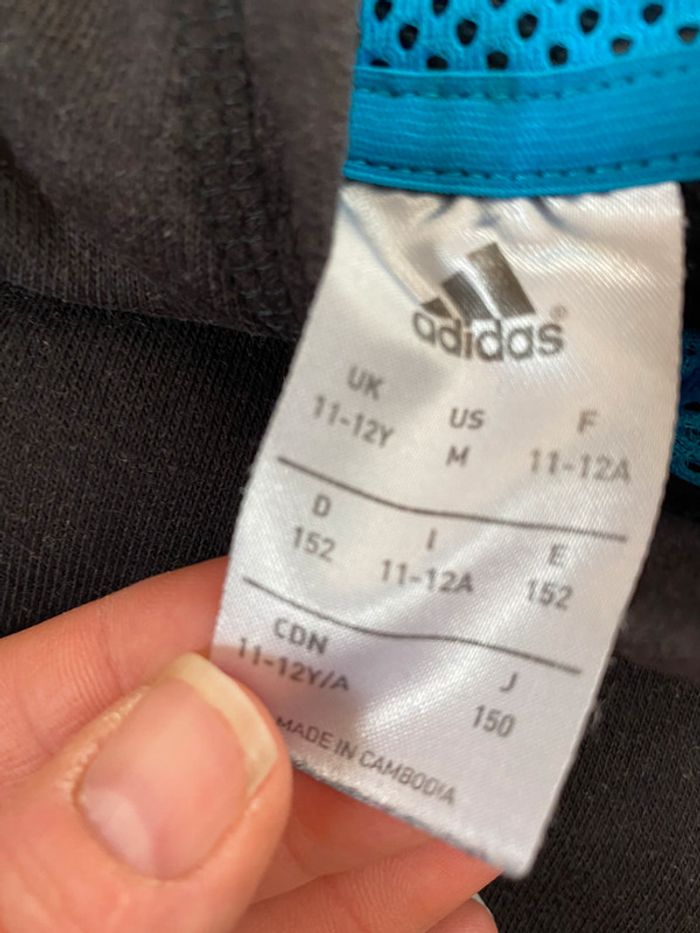 adidas®
UK US F
11-12Y M 11-12A
D I E
152 11-12A 152
CDN J
11-12Y/A 150
MADE IN CAMBODIA